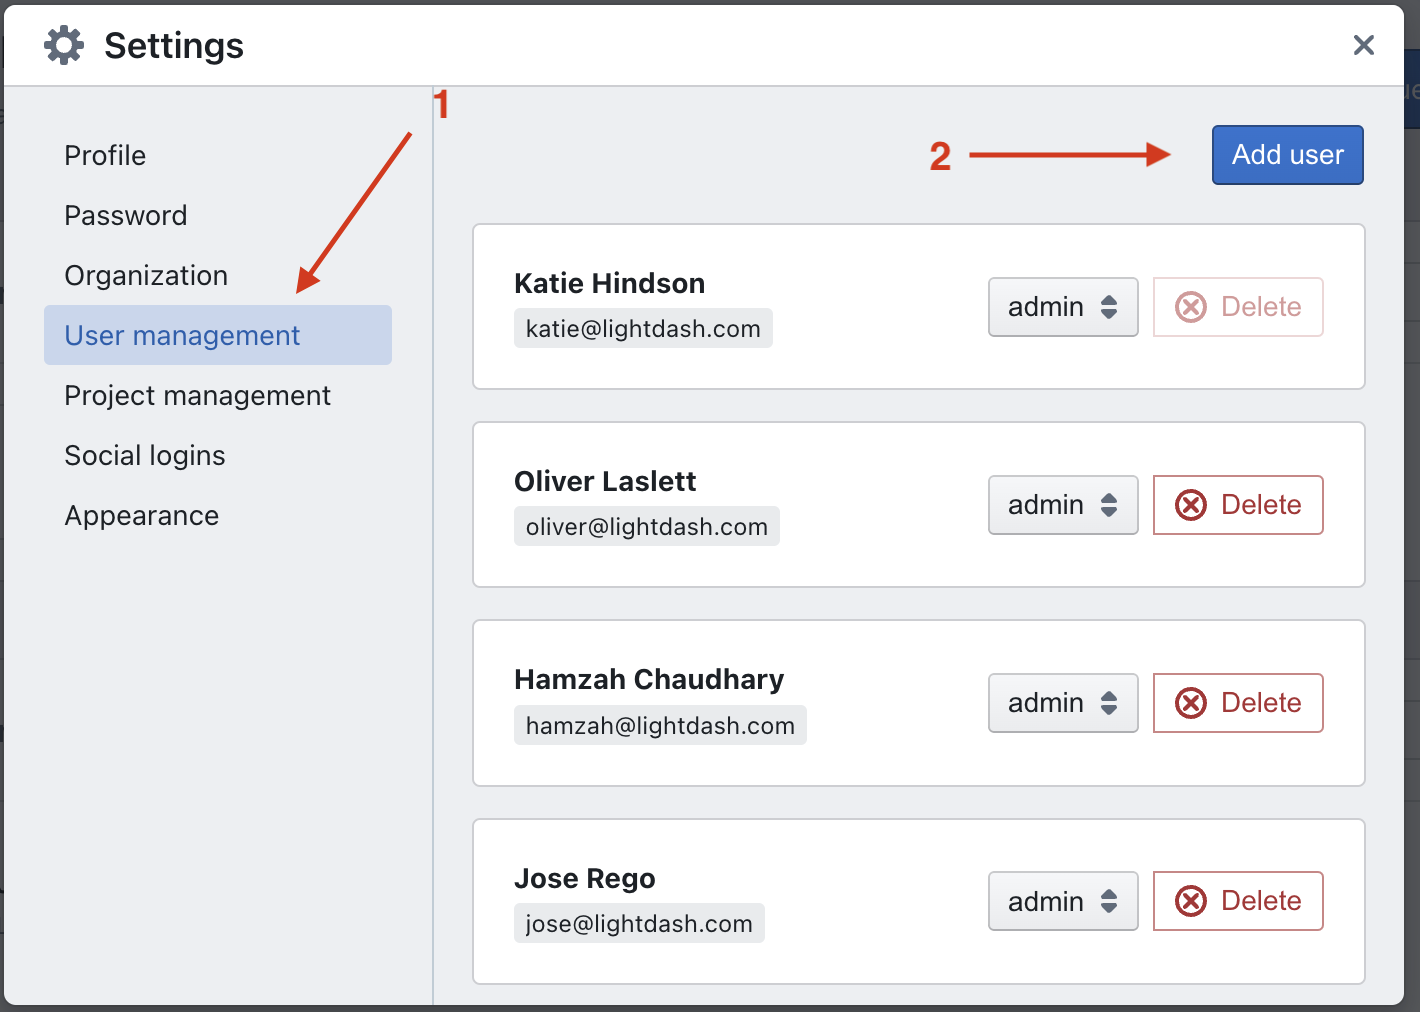 Settings
1
Profile
Password
Organization
User management
Project management
Social logins
Appearance
2
Add user
Katie Hindson
katie@lightdash.com
admin
Delete
Oliver Laslett
oliver@lightdash.com
admin
Delete
Hamzah Chaudhary
hamzah@lightdash.com
admin
Delete
Jose Rego
jose@lightdash.com
admin
Delete